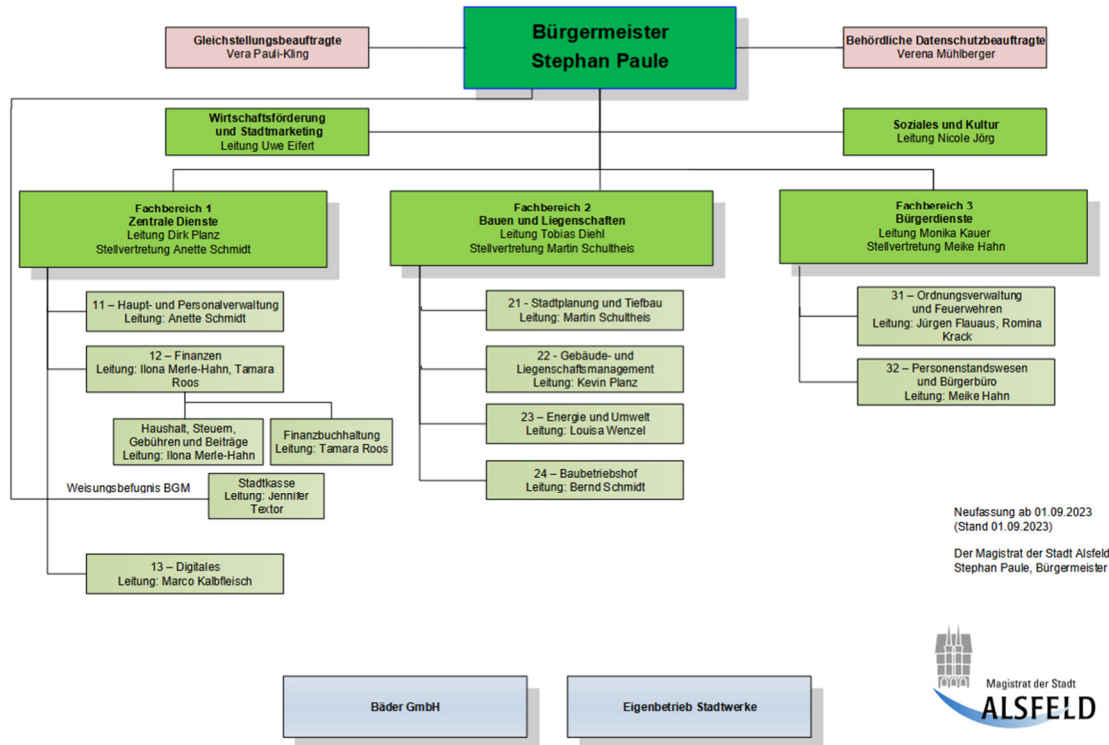 Bürgermeister
Stephan Paule
Gleichstellungsbeauftragte
Vera Pauli-Kling
Behördliche Datenschutzbeauftragte
Verena Mühlberger
Wirtschaftsförderung
und Stadtmarketing
Leitung Uwe Eifert
Soziales und Kultur
Leitung Nicole Jörg
Fachbereich 1
Zentrale Dienste
Leitung Dirk Planz
Stellvertretung Anette Schmidt
Fachbereich 2
Bauen und Liegenschaften
Leitung Tobias Diehl
Stellvertretung Martin Schultheis
Fachbereich 3
Bürgerdienste
Leitung Monika Kauer
Stellvertretung Meike Hahn
11 – Haupt- und Personalverwaltung
Leitung: Anette Schmidt
12 – Finanzen
Leitung: Ilona Merle-Hahn, Tamara
Roos
Haushalt, Steuern,
Gebühren und Beiträge
Leitung: Ilona Merle-Hahn
Finanzbuchhaltung
Leitung: Tamara Roos
Weisungsbefugnis BGM
Stadtkasse
Leitung: Jennifer
Textor
13 – Digitales
Leitung: Marco Kalbfleisch
21 - Stadtplanung und Tiefbau
Leitung: Martin Schultheis
22 - Gebäude- und
Liegenschaftsmanagement
Leitung: Kevin Planz
23 – Energie und Umwelt
Leitung: Louisa Wenzel
24 – Baubetriebshof
Leitung: Bernd Schmidt
31 – Ordnungsverwaltung
und Feuerwehren
Leitung: Jürgen Flauaus, Romina
Krack
32 – Personenstandswesen
und Bürgerbüro
Leitung: Meike Hahn
Neufassung ab 01.09.2023
(Stand 01.09.2023)
Der Magistrat der Stadt Alsfeld
Stephan Paule, Bürgermeister
Bäder GmbH
Eigenbetrieb Stadtwerke
Magistrat der Stadt
ALSFELD